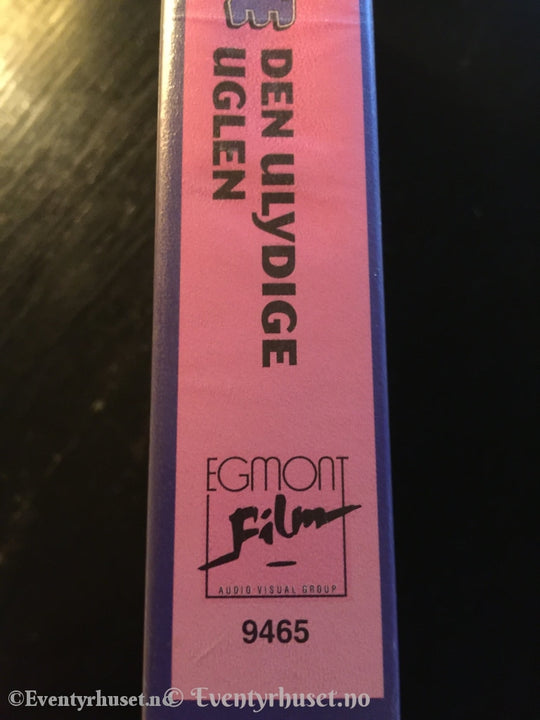 E
DEN ULYDIGE
UGLEN
EGMONT
Film
AUDIO VISUAL GROUP
9465
©Eventyrhuset.no
© Eventyrhuset.no